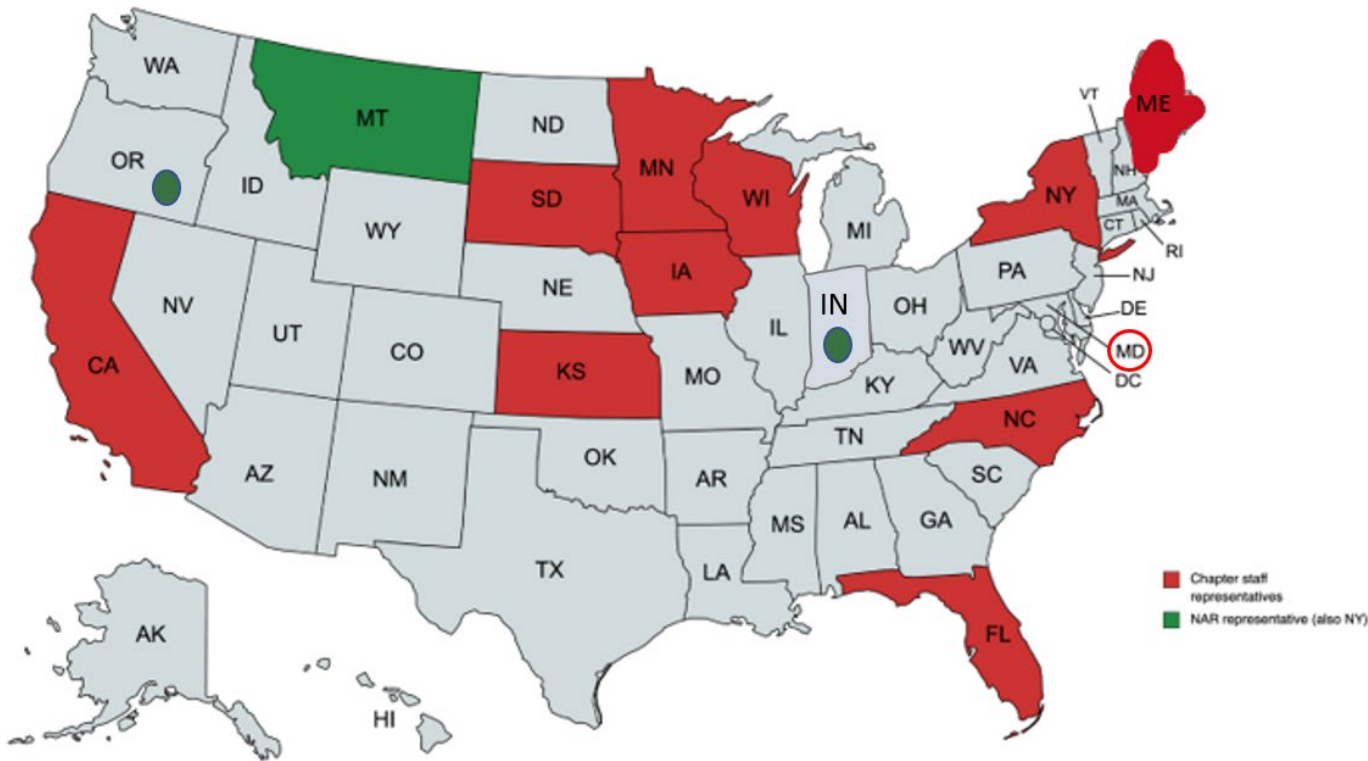 WA
MT
ND
MN
VT
ME
OR
ID
SD
WI
NY
NH
MA
WY
MI
CT
RI
IA
PA
NJ
NV
NE
IN
OH
DE
UT
IL
MD
CA
CO
KS
MO
WV
VA
DC
KY
NC
TN
OK
AZ
NM
AR
SC
MS
AL
GA
TX
LA
Chapter staff
representatives
NAR representative (also NY)
AK
FL
HI